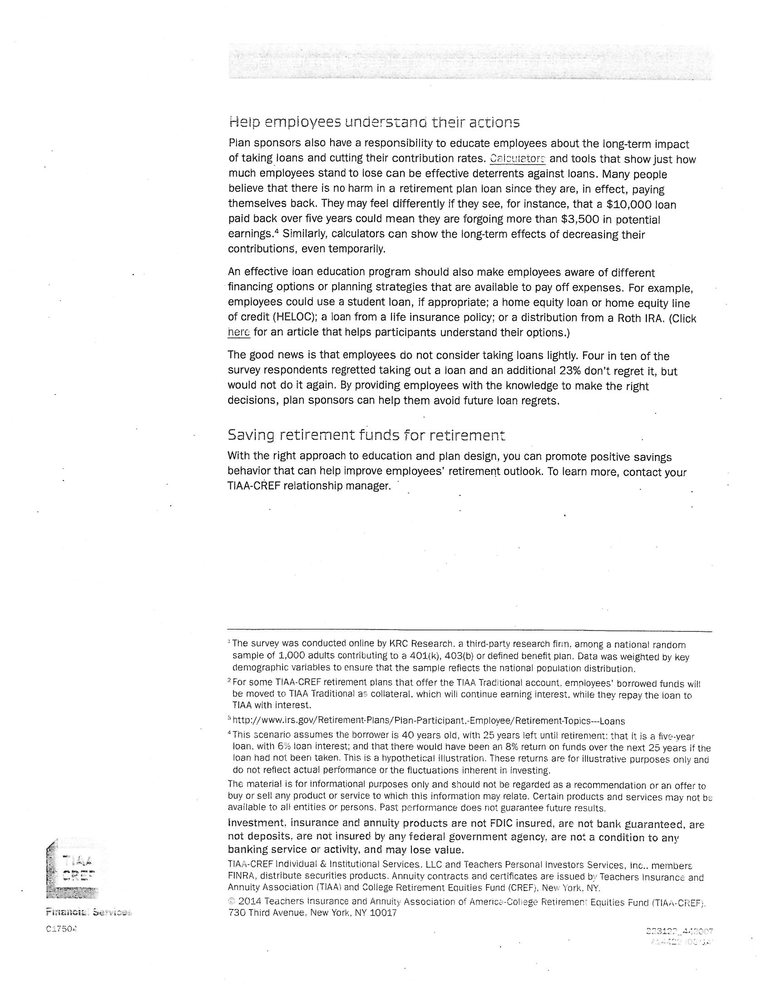 Help employees understand their actions
Plan sponsors also have a responsibility to educate employees about the long-term impact
of taking loans and cutting their contribution rates. Calculators and tools that show just how
much employees stand to lose can be effective deterrents against loans. Many people
believe that there is no harm in a retirement plan loan since they are, in effect, paying
themselves back. They may feel differently if they see, for instance, that a $10,000 loan
paid back over five years could mean they are forgoing more than $3,500 in potential
earnings.⁴ Similarly, calculators can show the long-term effects of decreasing their
contributions, even temporarily.
An effective loan education program should also make employees aware of different
financing options or planning strategies that are available to pay off expenses. For example,
employees could use a student loan, if appropriate; a home equity loan or home equity line
of credit (HELOC); a loan from a life insurance policy; or a distribution from a Roth IRA. (Click
here for an article that helps participants understand their options.)
The good news is that employees do not consider taking loans lightly. Four in ten of the
survey respondents regretted taking out a loan and an additional 23% don't regret it, but
would not do it again. By providing employees with the knowledge to make the right
decisions, plan sponsors can help them avoid future loan regrets.
Saving retirement funds for retirement
With the right approach to education and plan design, you can promote positive savings
behavior that can help improve employees' retirement outlook. To learn more, contact your
TIAA-CREF relationship manager.
¹ The survey was conducted online by KRC Research, a third-party research firm, among a national random
sample of 1,000 adults contributing to a 401(k), 403(b) or defined benefit plan. Data was weighted by key
demographic variables to ensure that the sample reflects the national population distribution.
² For some TIAA-CREF retirement plans that offer the TIAA Traditional account, employees' borrowed funds will
be moved to TIAA Traditional as collateral, which will continue earning interest, while they repay the loan to
TIAA with interest.
³ http://www.irs.gov/Retirement-Plans/Plan-Participant,-Employee/Retirement-Topics---Loans
⁴ This scenario assumes the borrower is 40 years old, with 25 years left until retirement; that it is a five-year
loan, with 6% loan interest; and that there would have been an 8% return on funds over the next 25 years if the
loan had not been taken. This is a hypothetical illustration. These returns are for illustrative purposes only and
do not reflect actual performance or the fluctuations inherent in investing.
The material is for informational purposes only and should not be regarded as a recommendation or an offer to
buy or sell any product or service to which this information may relate. Certain products and services may not be
available to all entities or persons. Past performance does not guarantee future results.
Investment, insurance and annuity products are not FDIC insured, are not bank guaranteed, are
not deposits, are not insured by any federal government agency, are not a condition to any
banking service or activity, and may lose value.
TIAA-CREF Individual & Institutional Services, LLC and Teachers Personal Investors Services, Inc., members
FINRA, distribute securities products. Annuity contracts and certificates are issued by Teachers Insurance and
Annuity Association (TIAA) and College Retirement Equities Fund (CREF), New York, NY.
© 2014 Teachers Insurance and Annuity Association of America-College Retirement Equities Fund (TIAA-CREF),
730 Third Avenue, New York, NY 10017
TIAA
CREF
Financial Services
C17504